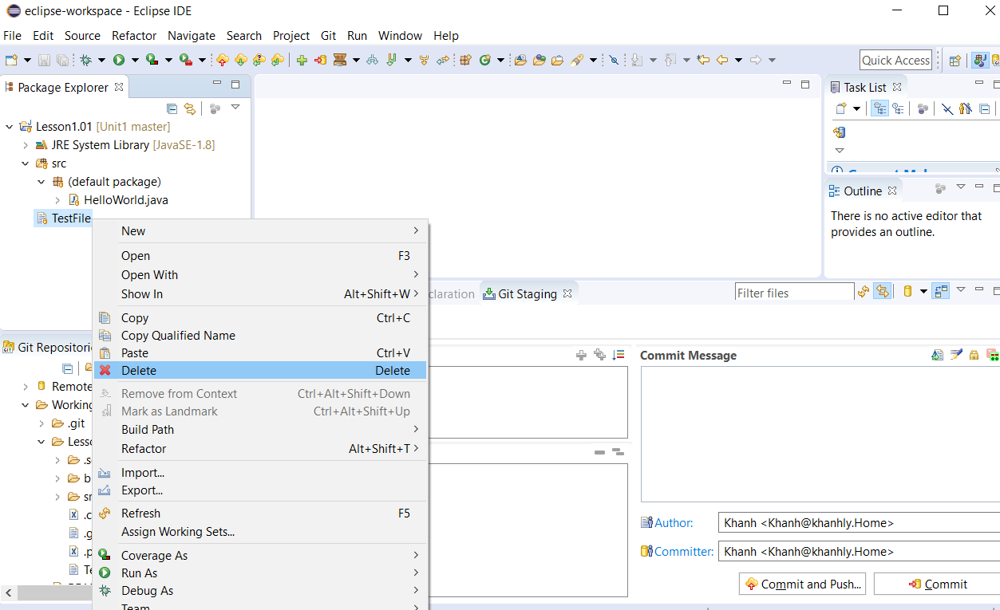 eclipse-workspace - Eclipse IDE
File Edit Source Refactor Navigate Search Project Git Run Window Help
Quick Access
Package Explorer
Lesson1.01 [Unit1 master]
JRE System Library [JavaSE-1.8]
src
(default package)
HelloWorld.java
TestFile
New
Open F3
Open With
Show In Alt+Shift+W
Copy Ctrl+C
Copy Qualified Name
Paste Ctrl+V
Delete Delete
Remove from Context Ctrl+Alt+Shift+Down
Mark as Landmark Ctrl+Alt+Shift+Up
Build Path
Refactor Alt+Shift+T
Import...
Export...
Refresh F5
Assign Working Sets...
Coverage As
Run As
Debug As
Team
Git Repositori
Remote
Working
.git
Lesso
.s
b
sr
.c
.g
.p
Te
Task List
Outline
There is no active editor that
provides an outline.
claration
Git Staging
Filter files
Commit Message
Author: Khanh <Khanh@khanhly.Home>
Committer: Khanh <Khanh@khanhly.Home>
Commit and Push...
Commit